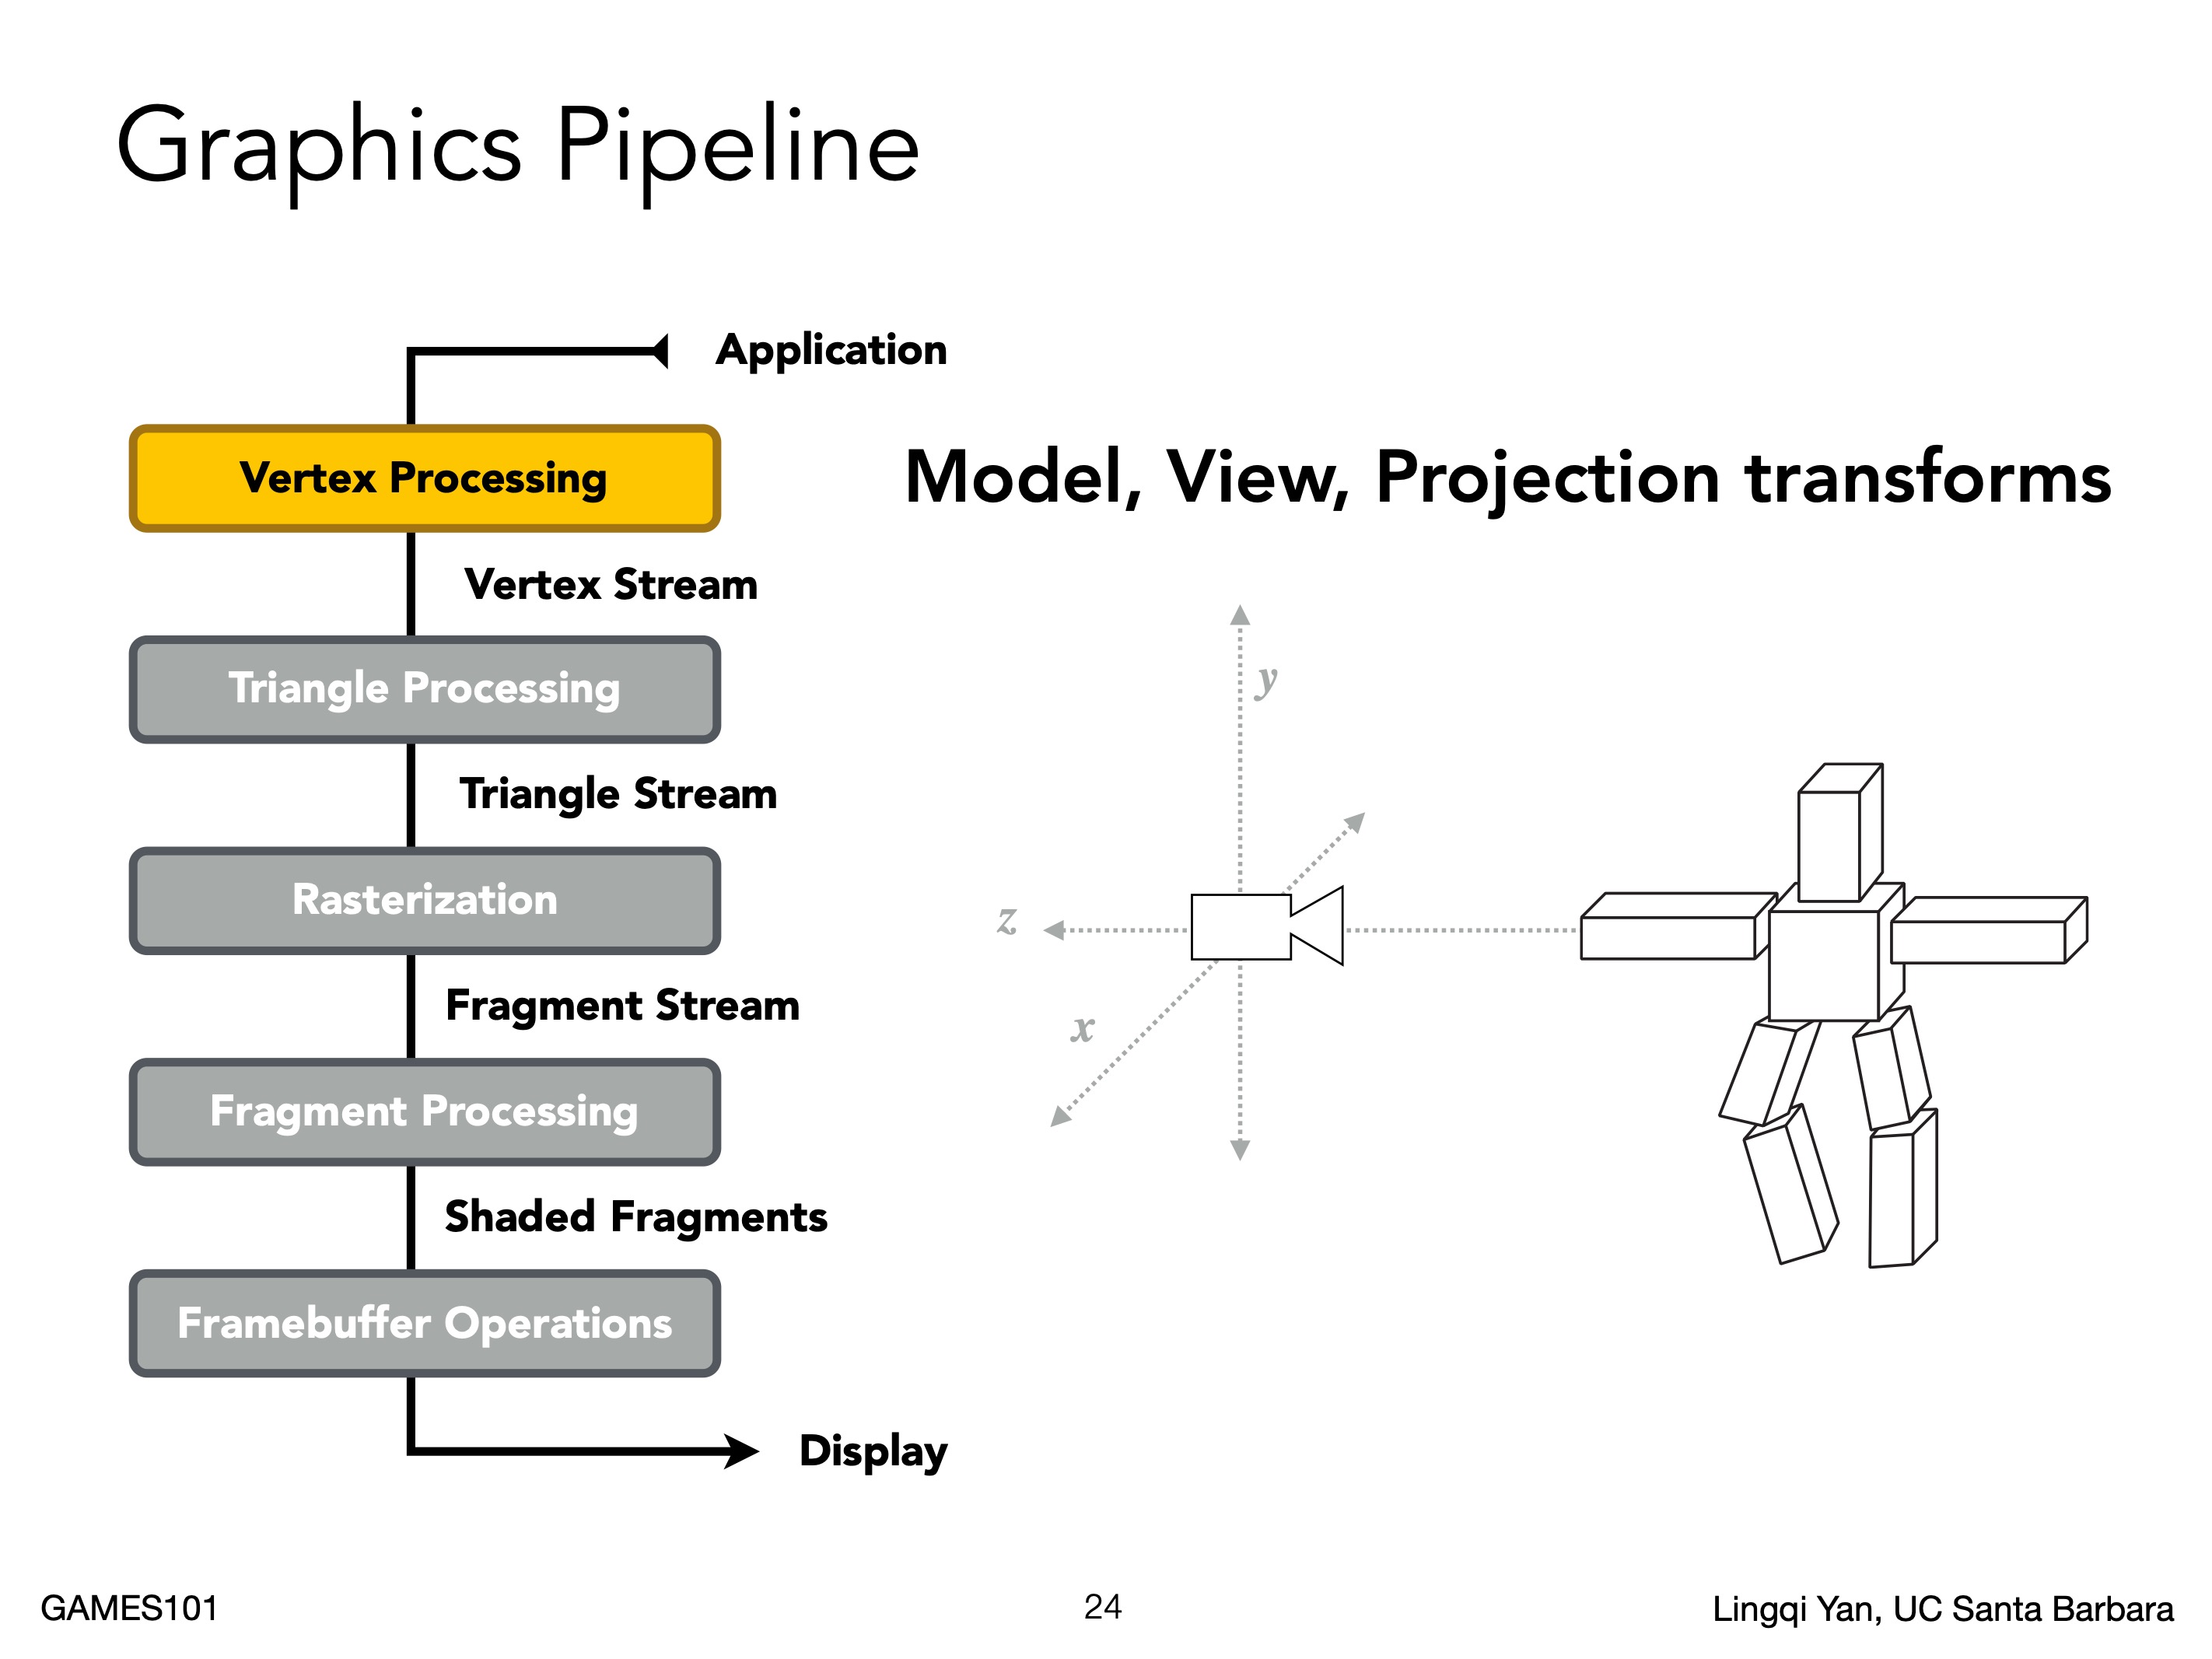 Graphics Pipeline
Application
Vertex Processing
Model, View, Projection transforms
Vertex Stream
Triangle Processing
y
Triangle Stream
Rasterization
z
Fragment Stream
x
Fragment Processing
Shaded Fragments
Framebuffer Operations
Display
GAMES101
24
Lingqi Yan, UC Santa Barbara